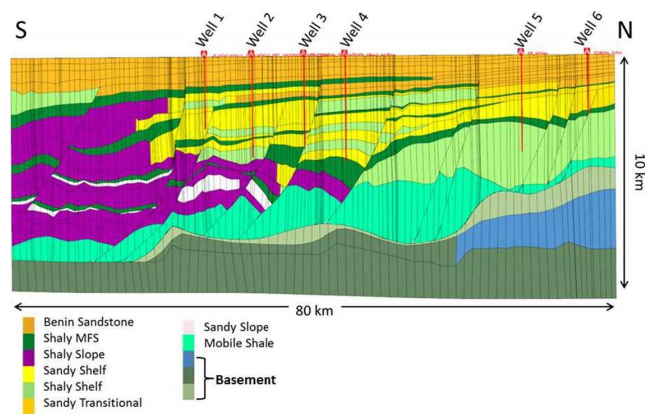 S
Well 1
Well 2
Well 3
Well 4
Well 5
Well 6
N
10 km
80 km
Benin Sandstone
Shaly MFS
Shaly Slope
Sandy Shelf
Shaly Shelf
Sandy Transitional
Sandy Slope
Mobile Shale
Basement